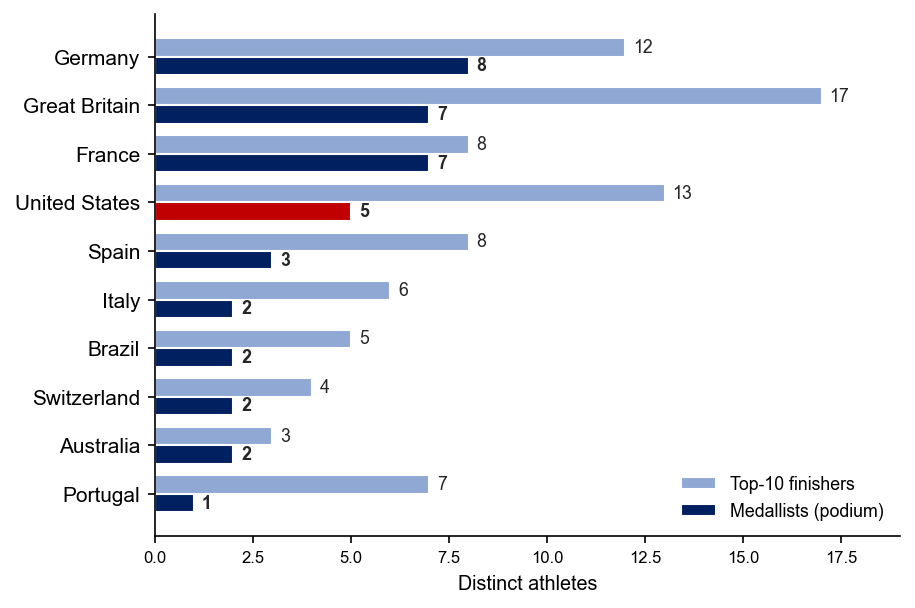 Germany 12
8
Great Britain 17
7
France 8
7
United States 13
5
Spain 8
3
Italy 6
2
Brazil 5
2
Switzerland 4
2
Australia 3
2
Portugal 7
1
Top-10 finishers
Medallists (podium)
0.0 2.5 5.0 7.5 10.0 12.5 15.0 17.5
Distinct athletes